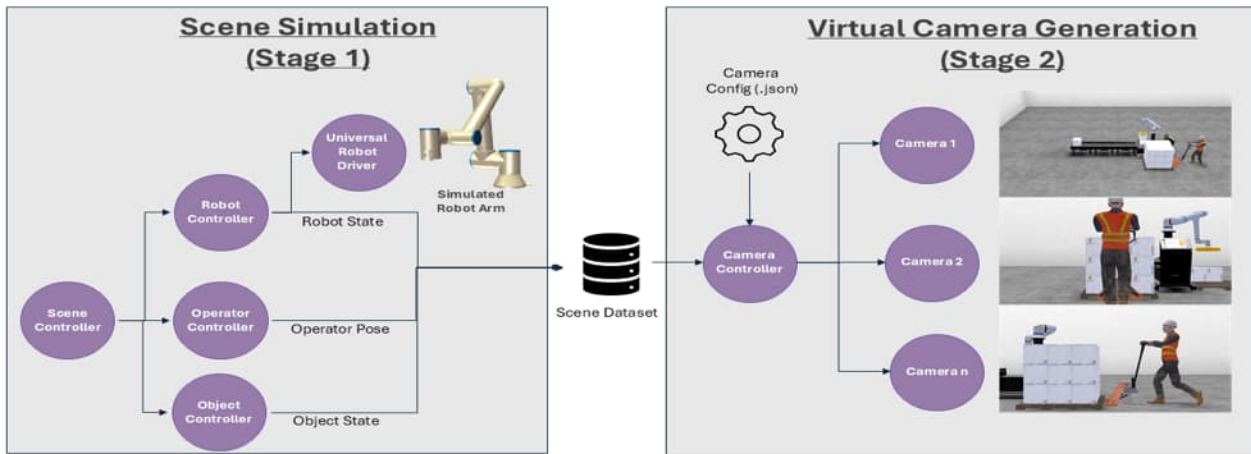 Scene Simulation
(Stage 1)
Universal
Robot
Driver
Simulated
Robot Arm
Robot
Controller
Robot State
Scene
Controller
Operator
Controller
Operator Pose
Object
Controller
Object State
Scene Dataset
Virtual Camera Generation
(Stage 2)
Camera
Config (.json)
Camera
Controller
Camera 1
Camera 2
Camera n